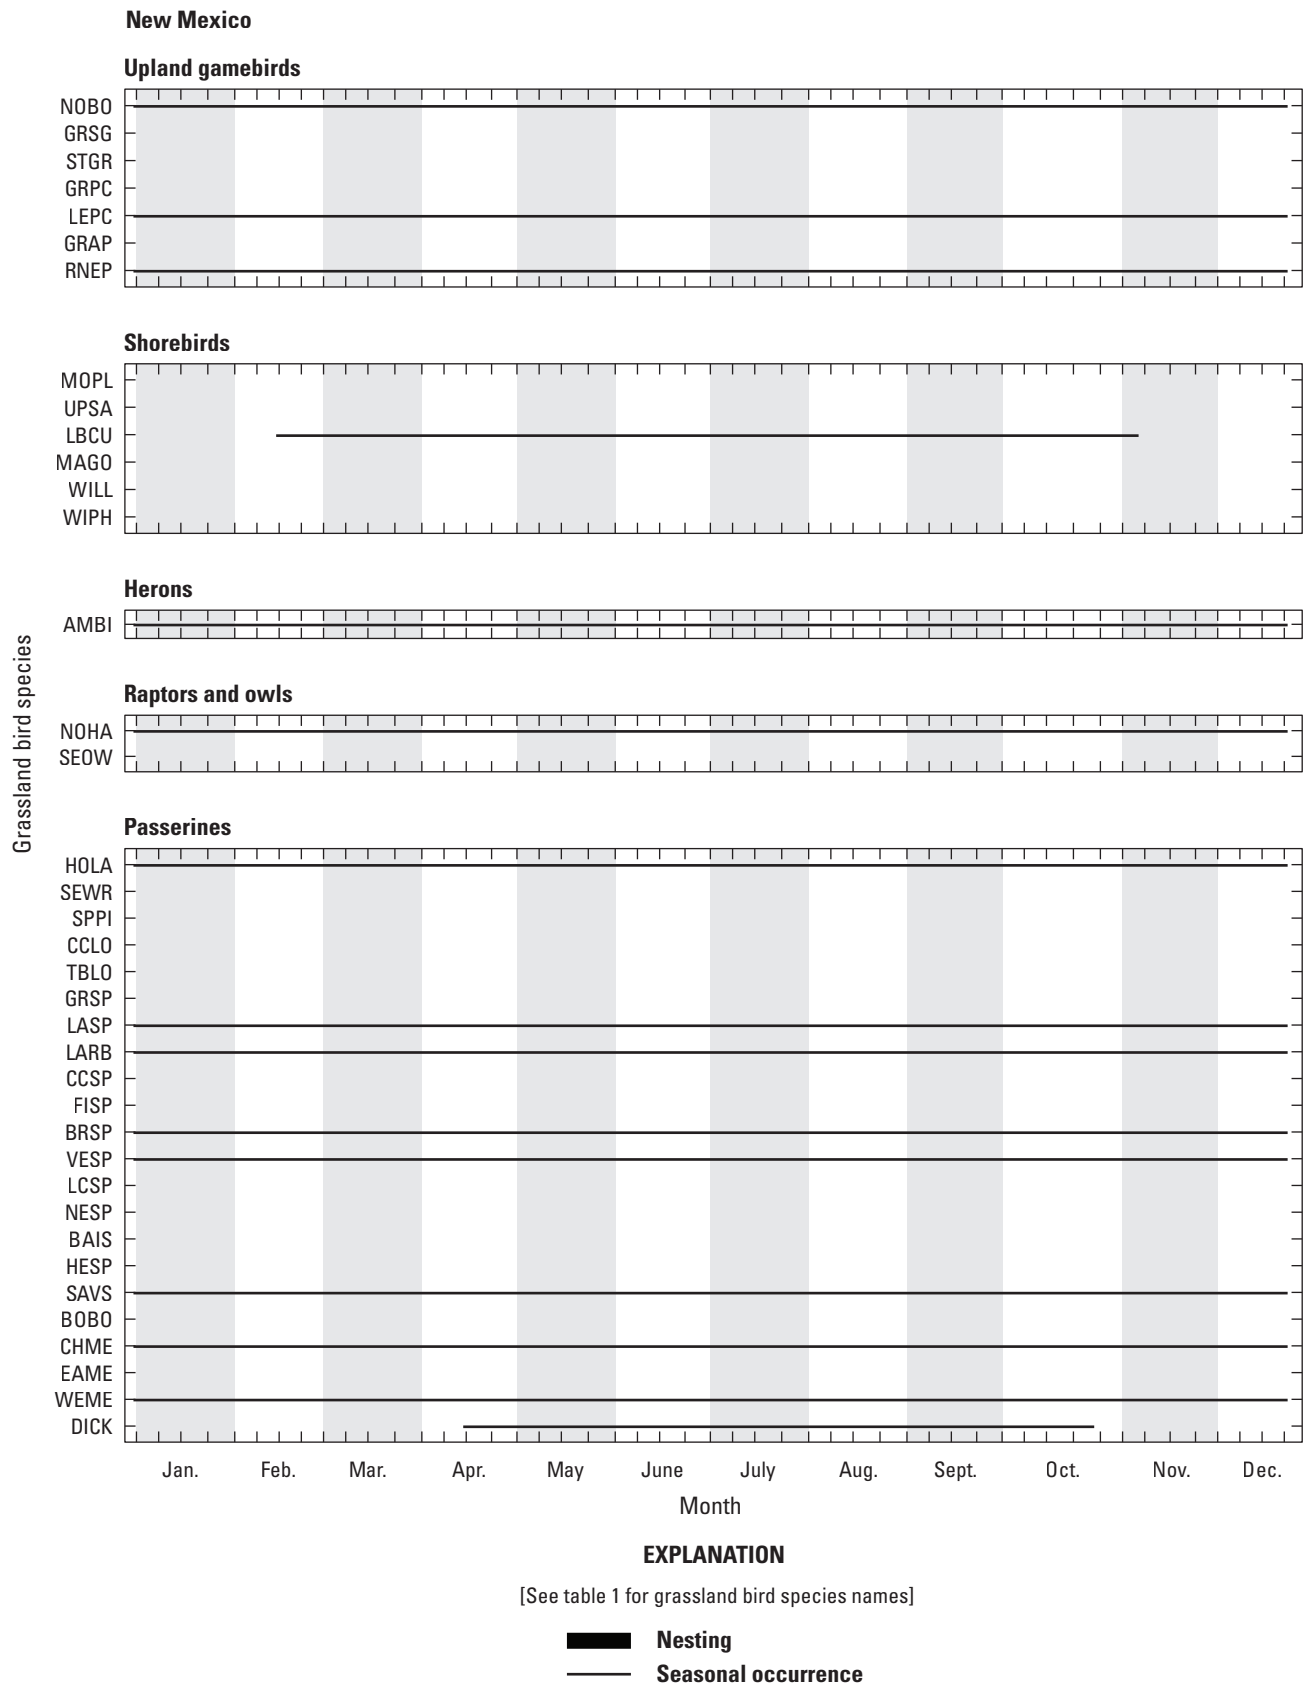 New Mexico
Upland gamebirds
NOBO
GRSG
STGR
GRPC
LEPC
GRAP
RNEP
Shorebirds
MOPL
UPSA
LBCU
MAGO
WILL
WIPH
Herons
AMBI
Raptors and owls
NOHA
SEOW
Passerines
HOLA
SEWR
SPPI
CCLO
TBLO
GRSP
LASP
LARB
CCSP
FISP
BRSP
VESP
LCSP
NESP
BAIS
HESP
SAVS
BOBO
CHME
EAME
WEME
DICK
Grassland bird species
Jan. Feb. Mar. Apr. May June July Aug. Sept. Oct. Nov. Dec.
Month
EXPLANATION
[See table 1 for grassland bird species names]
Nesting
Seasonal occurrence